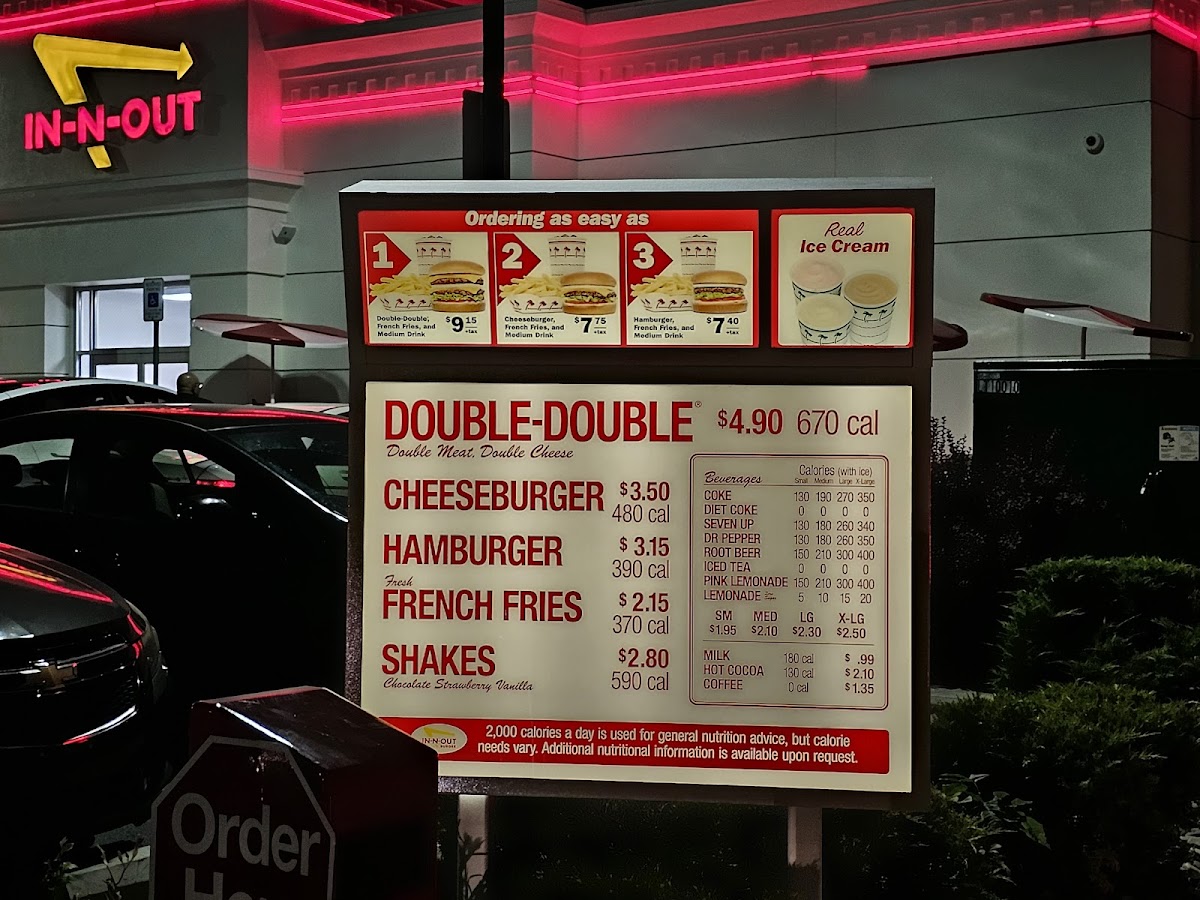 IN-N-OUT
Ordering as easy as
1
2
3
Double-Double,
French Fries, and
Medium Drink
$9 15
+tax
Cheeseburger,
French Fries, and
Medium Drink
$7 75
+tax
Hamburger,
French Fries, and
Medium Drink
$7 40
+tax
Real
Ice Cream
DOUBLE-DOUBLE® $4.90 670 cal
Double Meat, Double Cheese
CHEESEBURGER $3.50
480 cal
HAMBURGER $3.15
390 cal
Fresh
FRENCH FRIES $2.15
370 cal
SHAKES $2.80
Chocolate Strawberry Vanilla 590 cal
Beverages Calories (with ice)
Small Medium Large X-Large
COKE 130 190 270 350
DIET COKE 0 0 0 0
SEVEN UP 130 180 260 340
DR PEPPER 130 180 260 350
ROOT BEER 150 210 300 400
ICED TEA 0 0 0 0
PINK LEMONADE 150 210 300 400
LEMONADE 5 10 15 20
SM MED LG X-LG
$1.95 $2.10 $2.30 $2.50
MILK 180 cal $ .99
HOT COCOA 130 cal $2.10
COFFEE 0 cal $1.35
IN-N-OUT
BURGER
2,000 calories a day is used for general nutrition advice, but calorie
needs vary. Additional nutritional information is available upon request.
Order